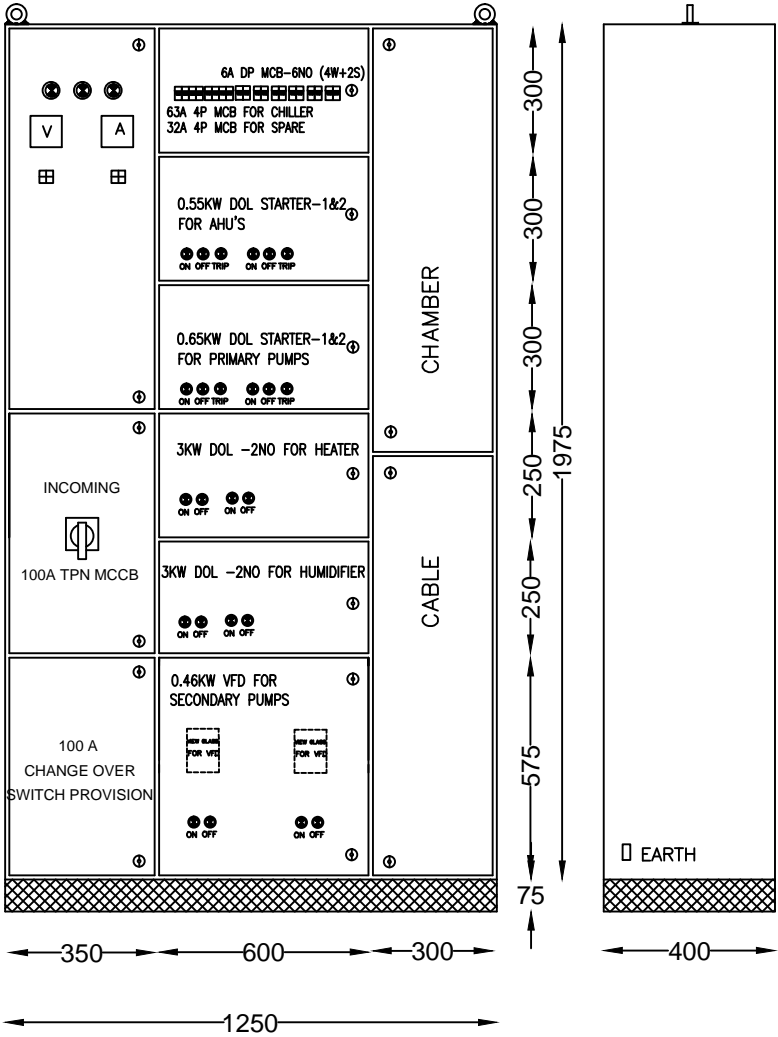 V
A
INCOMING
100A TPN MCCB
100 A
CHANGE OVER
SWITCH PROVISION
6A DP MCB-6NO (4W+2S)
63A 4P MCB FOR CHILLER
32A 4P MCB FOR SPARE
0.55KW DOL STARTER-1&2
FOR AHU'S
ON OFF TRIP ON OFF TRIP
0.65KW DOL STARTER-1&2
FOR PRIMARY PUMPS
ON OFF TRIP ON OFF TRIP
3KW DOL -2NO FOR HEATER
ON OFF ON OFF
3KW DOL -2NO FOR HUMIDIFIER
ON OFF ON OFF
0.46KW VFD FOR
SECONDARY PUMPS
VIEW GLASS
FOR VFD
VIEW GLASS
FOR VFD
ON OFF ON OFF
CABLE CHAMBER
300
300
300
250
250
575
75
1975
350
600
300
1250
EARTH
400